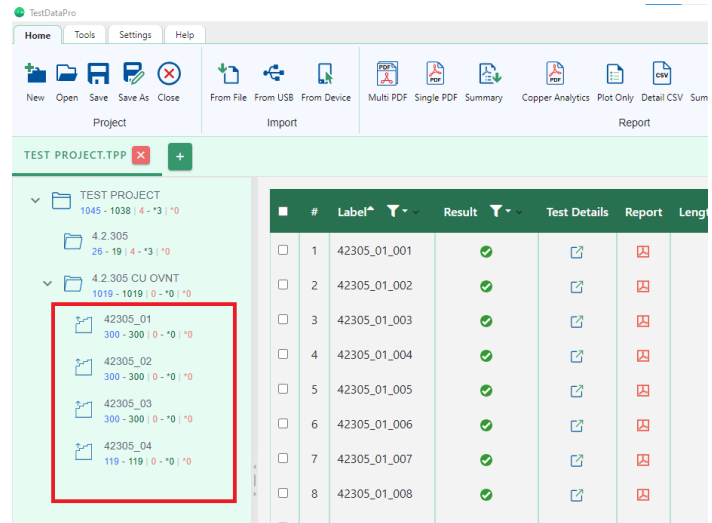 TestDataPro
Home Tools Settings Help
New Open Save Save As Close From File From USB From Device Multi PDF Single PDF Summary Copper Analytics Plot Only Detail CSV
Project Import Report
TEST PROJECT.TPP
TEST PROJECT
1045 - 1038 | 4 - *3 | *0
4.2.305
26 - 19 | 4 - *3 | *0
4.2.305 CU OVNT
1019 - 1019 | 0 - *0 | *0
42305_01
300 - 300 | 0 - *0 | *0
42305_02
300 - 300 | 0 - *0 | *0
42305_03
300 - 300 | 0 - *0 | *0
42305_04
119 - 119 | 0 - *0 | *0
# Label Result Test Details Report
1 42305_01_001
2 42305_01_002
3 42305_01_003
4 42305_01_004
5 42305_01_005
6 42305_01_006
7 42305_01_007
8 42305_01_008